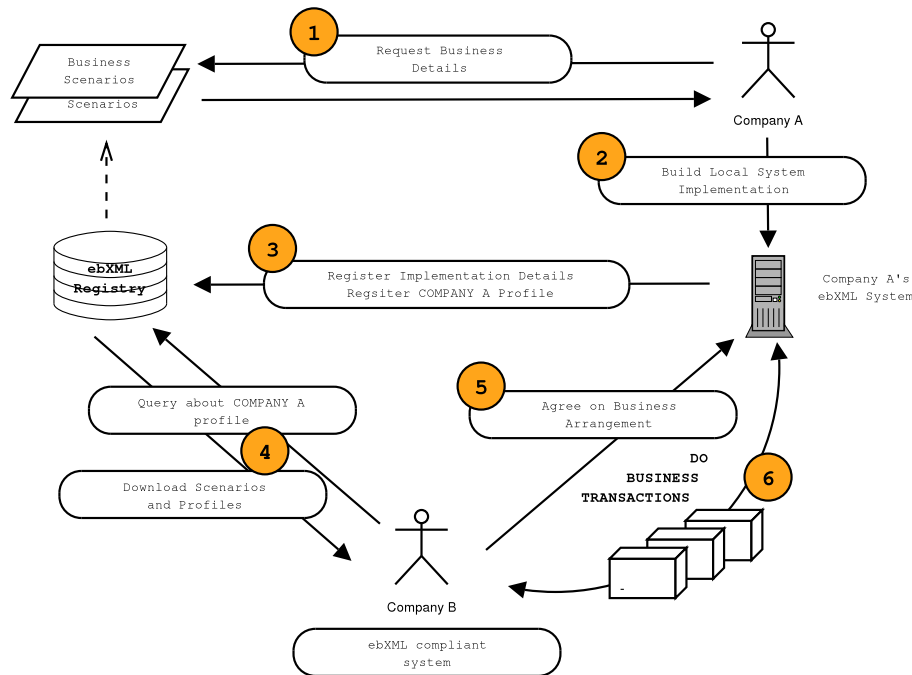 1
Request Business
Details
Business
Scenarios
Scenarios
Company A
2
Build Local System
Implementation
3
ebXML
Registry
Register Implementation Details
Regsiter COMPANY A Profile
Company A's
ebXML System
Query about COMPANY A
profile
4
Download Scenarios
and Profiles
5
Agree on Business
Arrangement
DO
BUSINESS
TRANSACTIONS
6
-
Company B
ebXML compliant
system